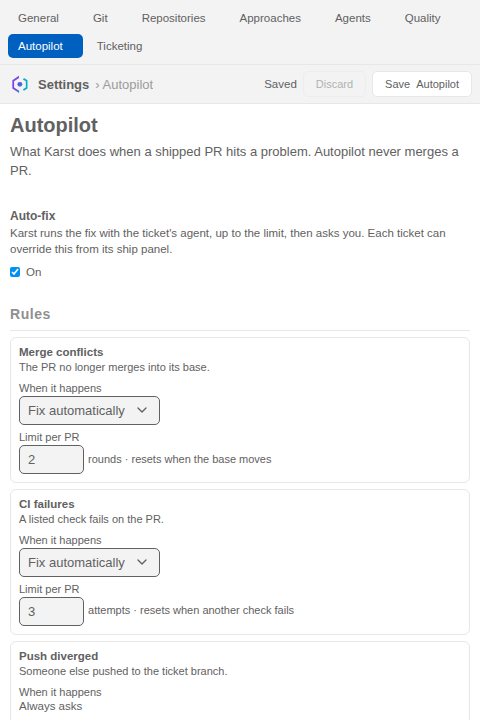 General Git Repositories Approaches Agents Quality
Autopilot Ticketing
Settings › Autopilot Saved Discard Save Autopilot
Autopilot
What Karst does when a shipped PR hits a problem. Autopilot never merges a
PR.
Auto-fix
Karst runs the fix with the ticket's agent, up to the limit, then asks you. Each ticket can
override this from its ship panel.
On
Rules
Merge conflicts
The PR no longer merges into its base.
When it happens
Fix automatically
Limit per PR
2 rounds · resets when the base moves
CI failures
A listed check fails on the PR.
When it happens
Fix automatically
Limit per PR
3 attempts · resets when another check fails
Push diverged
Someone else pushed to the ticket branch.
When it happens
Always asks